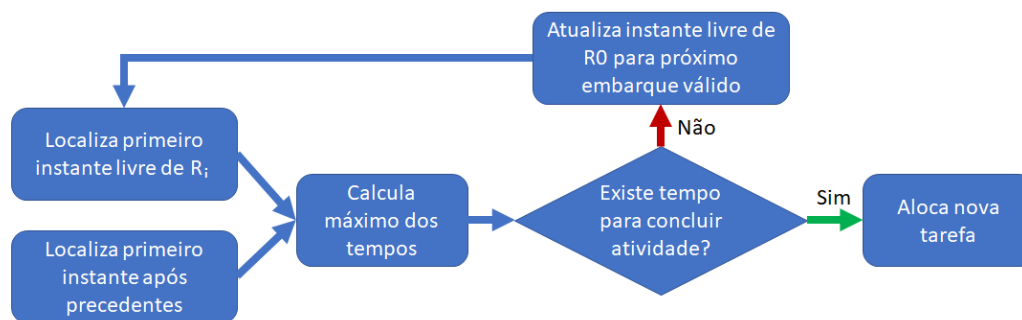 Atualiza instante livre de
R0 para próximo
embarque válido
Não
Localiza primeiro
instante livre de Rᵢ
Localiza primeiro
instante após
precedentes
Calcula
máximo dos
tempos
Existe tempo
para concluir
atividade?
Sim
Aloca nova
tarefa